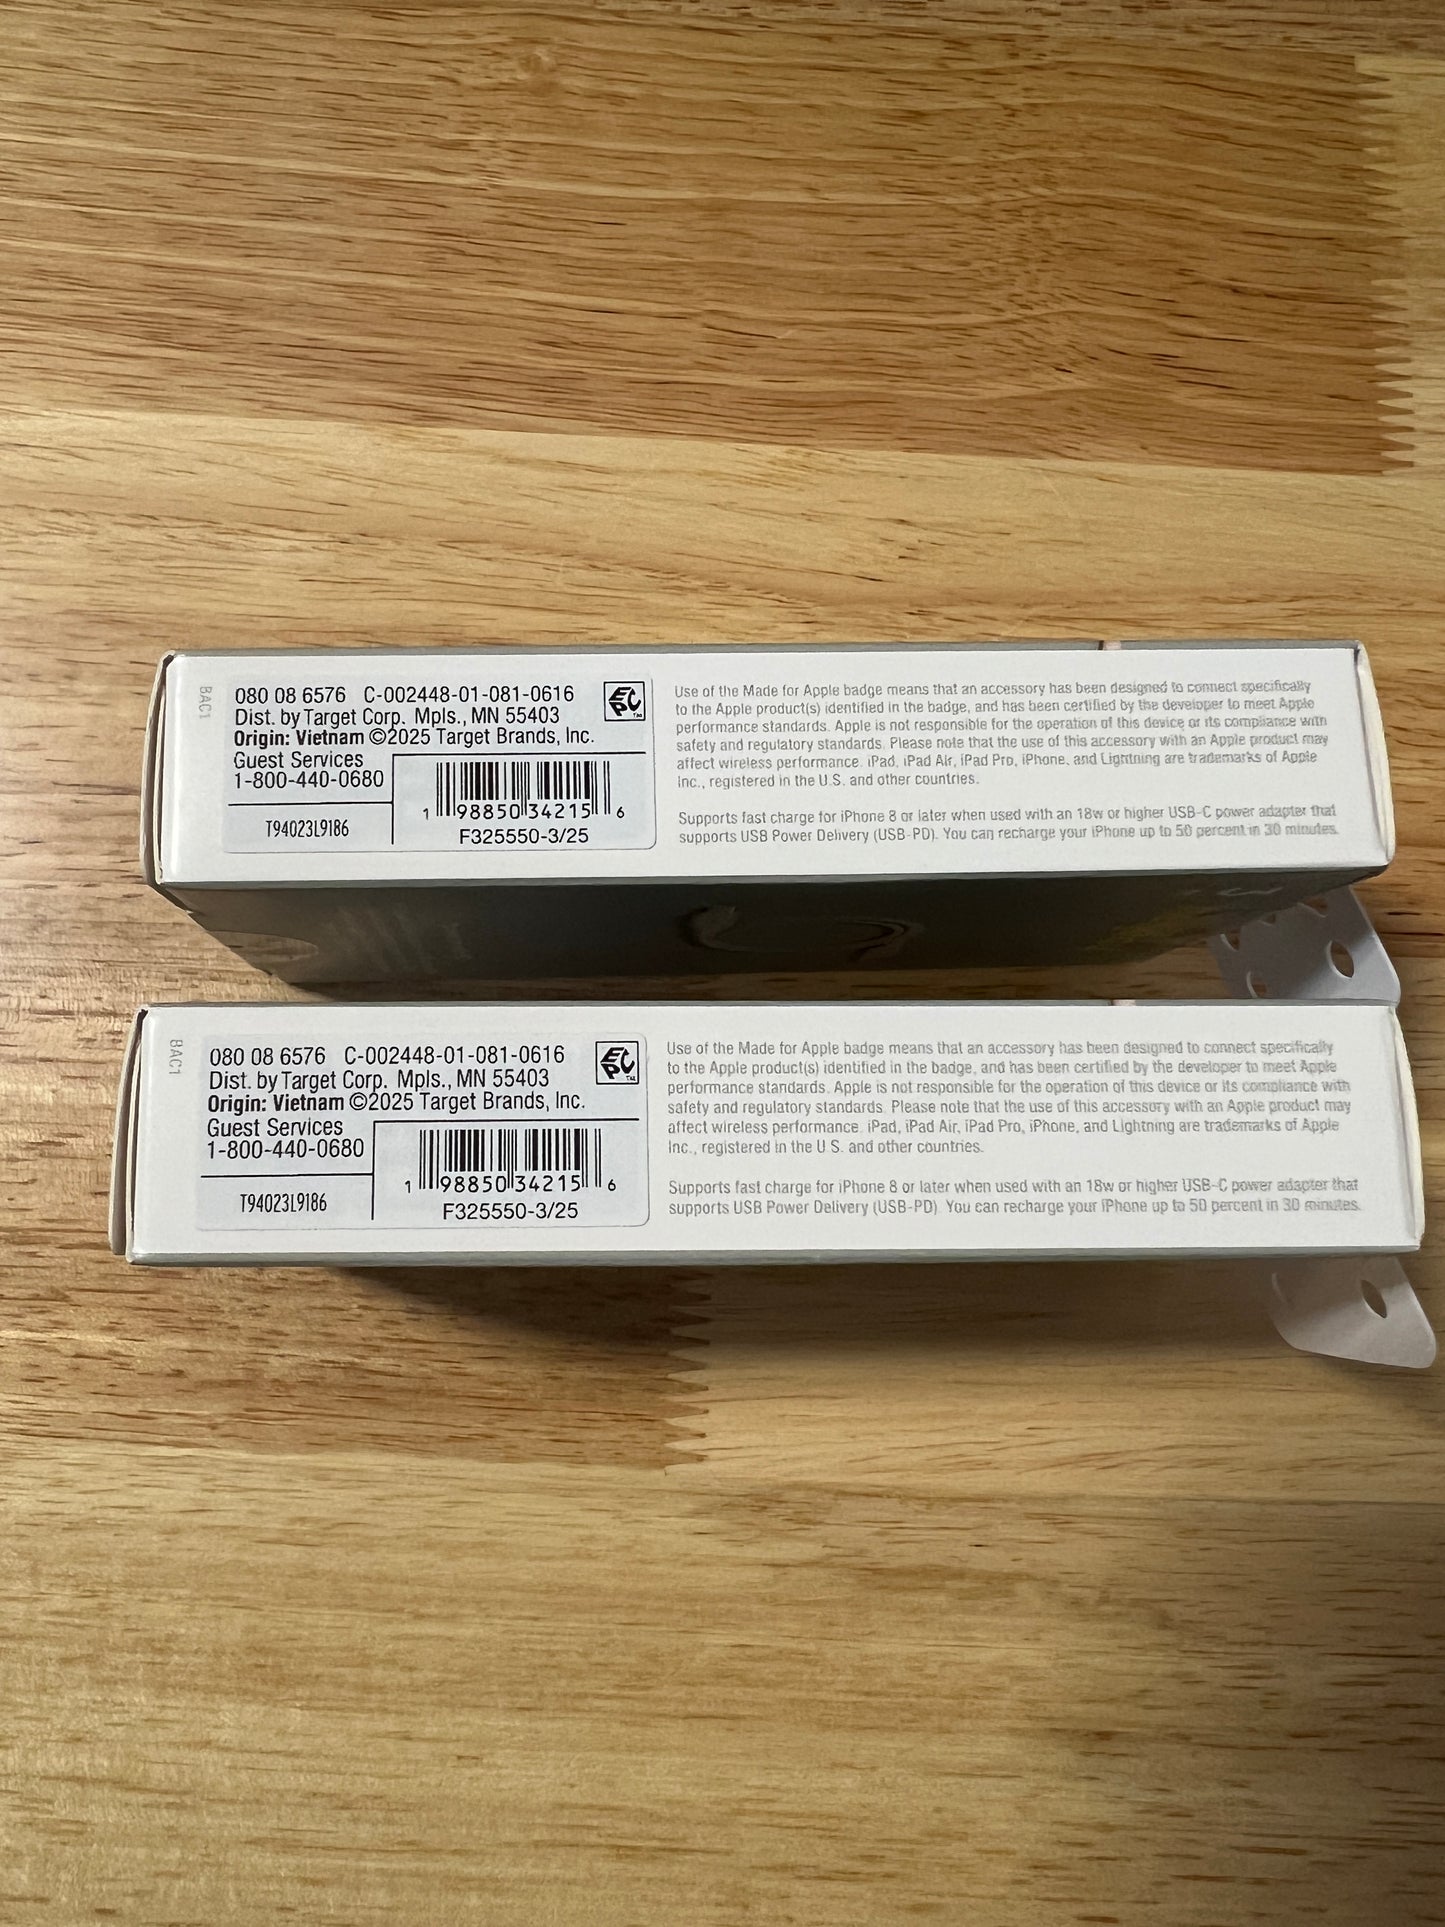 BAC1
080 08 6576 C-002448-01-081-0616
Dist. by Target Corp. Mpls., MN 55403
Origin: Vietnam ©2025 Target Brands, Inc.
Guest Services
1-800-440-0680
T94023L9186
1 98850 34215 6
F325550-3/25
EPC™
Use of the Made for Apple badge means that an accessory has been designed to connect specifically
to the Apple product(s) identified in the badge, and has been certified by the developer to meet Apple
performance standards. Apple is not responsible for the operation of this device or its compliance with
safety and regulatory standards. Please note that the use of this accessory with an Apple product may
affect wireless performance. iPad, iPad Air, iPad Pro, iPhone, and Lightning are trademarks of Apple
Inc., registered in the U.S. and other countries.
Supports fast charge for iPhone 8 or later when used with an 18w or higher USB-C power adapter that
supports USB Power Delivery (USB-PD). You can recharge your iPhone up to 50 percent in 30 minutes.
BAC1
080 08 6576 C-002448-01-081-0616
Dist. by Target Corp. Mpls., MN 55403
Origin: Vietnam ©2025 Target Brands, Inc.
Guest Services
1-800-440-0680
T94023L9186
1 98850 34215 6
F325550-3/25
EPC™
Use of the Made for Apple badge means that an accessory has been designed to connect specifically
to the Apple product(s) identified in the badge, and has been certified by the developer to meet Apple
performance standards. Apple is not responsible for the operation of this device or its compliance with
safety and regulatory standards. Please note that the use of this accessory with an Apple product may
affect wireless performance. iPad, iPad Air, iPad Pro, iPhone, and Lightning are trademarks of Apple
Inc., registered in the U.S. and other countries.
Supports fast charge for iPhone 8 or later when used with an 18w or higher USB-C power adapter that
supports USB Power Delivery (USB-PD). You can recharge your iPhone up to 50 percent in 30 minutes.